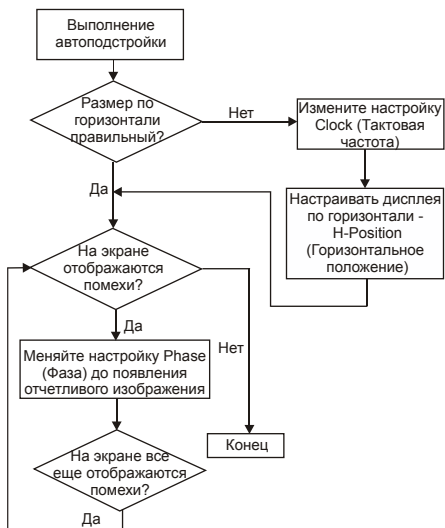 Выполнение
автоподстройки
Размер по
горизонтали
правильный?
Нет
Измените настройку
Clock (Тактовая
частота)
Да
Настраивать дисплея
по горизонтали -
H-Position
(Горизонтальное
положение)
На экране
отображаются
помехи?
Да
Нет
Меняйте настройку Phase
(Фаза) до появления
отчетливого изображения
Конец
На экране все
еще отображаются
помехи?
Да